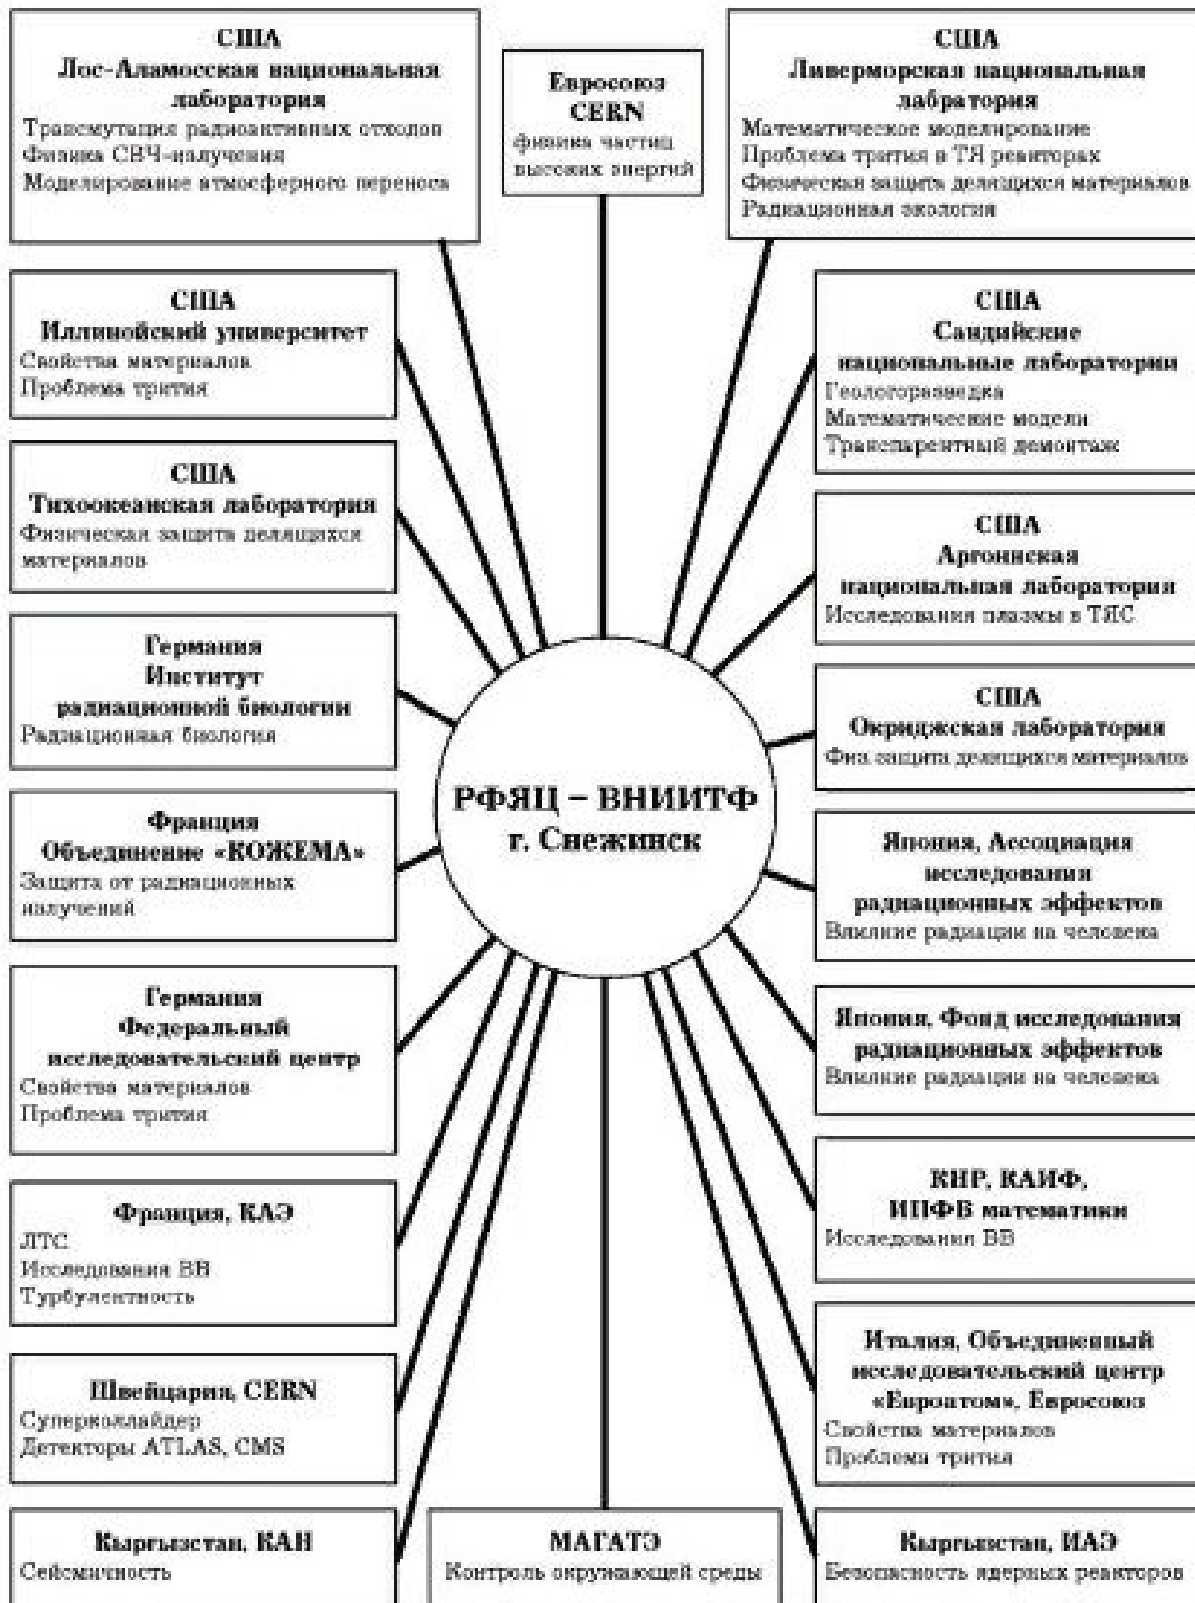 США
Лос-Аламосская национальная
лаборатория
Трансмутация радиоактивных отходов
Физика СВЧ-излучения
Моделирование атмосферного переноса
Евросоюз
CERN
физика частиц
высоких энергий
США
Ливерморская национальная
лабратория
Математическое моделирование
Проблема трития в ТЯ реакторах
Физическая защита делящихся материалов
Радиационная экология
США
Иллинойский университет
Свойства материалов
Проблема трития
США
Сандийские
национальные лаборатории
Геологоразведка
Математические модели
Транспарентный демонтаж
США
Тихоокеанская лаборатория
Физическая защита делящихся
материалов
США
Аргоннская
национальная лаборатория
Исследования плазмы в ТЯС
Германия
Институт
радиационной биологии
Радиационная биология
США
Окриджская лаборатория
Физ защита делящихся материалов
РФЯЦ – ВНИИТФ
г. Снежинск
Франция
Объединение «КОЖЕМА»
Защита от радиационных
излучений
Япония, Ассоциация
исследования
радиационных эффектов
Влияние радиации на человека
Германия
Федеральный
исследовательский центр
Свойства материалов
Проблема трития
Япония, Фонд исследования
радиационных эффектов
Влияние радиации на человека
Франция, КАЭ
ЛТС
Исследования ВВ
Турбулентность
КНР, КАИФ,
ИПФВ математики
Исследования ВВ
Швейцария, CERN
Суперколлайдер
Детекторы ATLAS, CMS
Италия, Объединенный
исследовательский центр
«Евроатом», Евросоюз
Свойства материалов
Проблема трития
Кыргызстан, КАН
Сейсмичность
МАГАТЭ
Контроль окружающей среды
Кыргызстан, ИАЭ
Безопасность ядерных реакторов